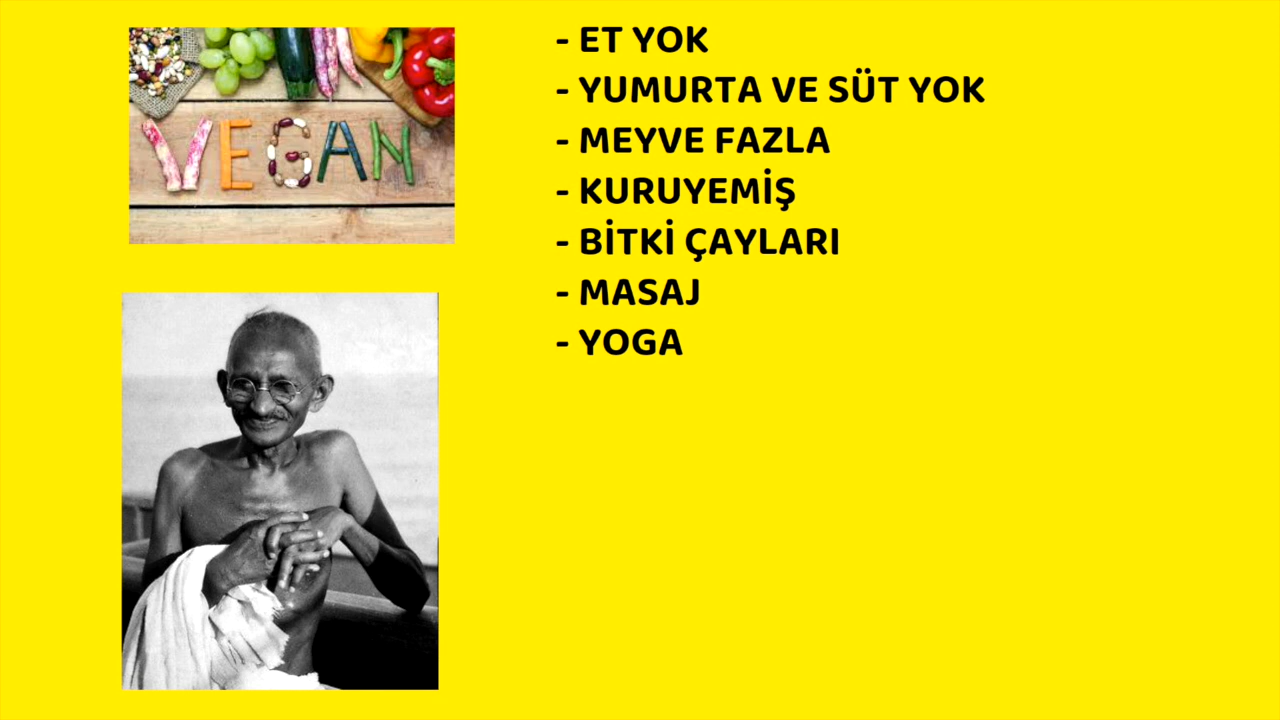 VEGAN
- ET YOK
- YUMURTA VE SÜT YOK
- MEYVE FAZLA
- KURUYEMİŞ
- BİTKİ ÇAYLARI
- MASAJ
- YOGA